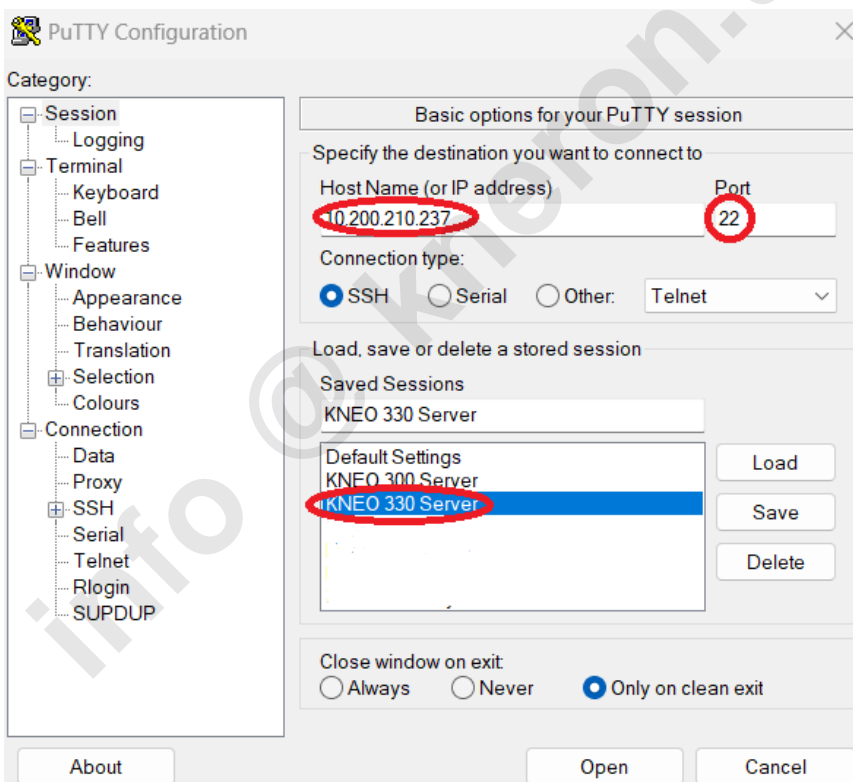 PuTTY Configuration
Category:
Session
Logging
Terminal
Keyboard
Bell
Features
Window
Appearance
Behaviour
Translation
Selection
Colours
Connection
Data
Proxy
SSH
Serial
Telnet
Rlogin
SUPDUP
Basic options for your PuTTY session
Specify the destination you want to connect to
Host Name (or IP address) Port
10.200.210.237 22
Connection type:
SSH Serial Other: Telnet
Load, save or delete a stored session
Saved Sessions
KNEO 330 Server
Default Settings
KNEO 300 Server
KNEO 330 Server
Load
Save
Delete
Close window on exit:
Always Never Only on clean exit
About Open Cancel
info @ kneron.